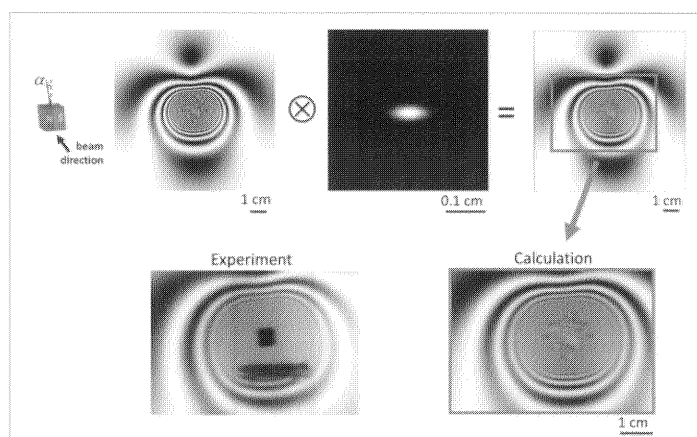 α
beam
direction
⊗
=
1 cm
0.1 cm
1 cm
Experiment
Calculation
1 cm